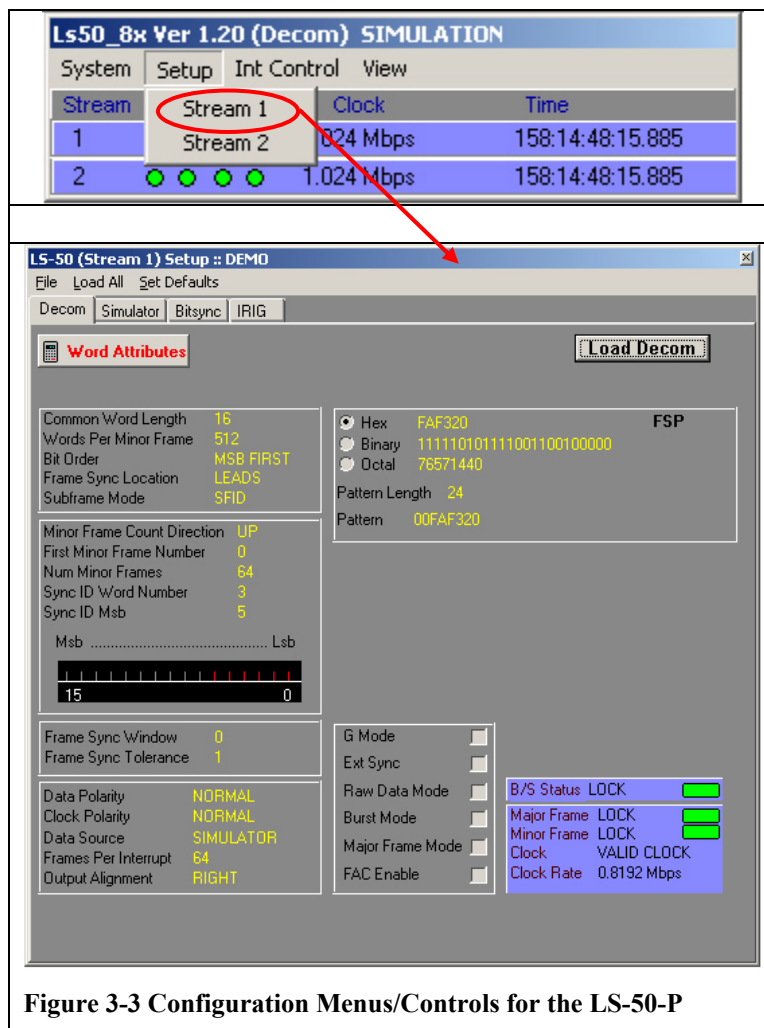 Ls50_8x Ver 1.20 (Decom) SIMULATION
System Setup Int Control View
Stream Clock Time
Stream 1
Stream 2
1 024 Mbps 158:14:48:15.885
2 1.024 Mbps 158:14:48:15.885
LS-50 (Stream 1) Setup :: DEMO
File Load All Set Defaults
Decom Simulator Bitsync IRIG
Word Attributes
Load Decom
Common Word Length 16
Words Per Minor Frame 512
Bit Order MSB FIRST
Frame Sync Location LEADS
Subframe Mode SFID
Hex FAF320 FSP
Binary 111110101111001100100000
Octal 76571440
Pattern Length 24
Pattern 00FAF320
Minor Frame Count Direction UP
First Minor Frame Number 0
Num Minor Frames 64
Sync ID Word Number 3
Sync ID Msb 5
Msb ............................................ Lsb
15 0
Frame Sync Window 0
Frame Sync Tolerance 1
Data Polarity NORMAL
Clock Polarity NORMAL
Data Source SIMULATOR
Frames Per Interrupt 64
Output Alignment RIGHT
G Mode
Ext Sync
Raw Data Mode
Burst Mode
Major Frame Mode
FAC Enable
B/S Status LOCK
Major Frame LOCK
Minor Frame LOCK
Clock VALID CLOCK
Clock Rate 0.8192 Mbps
Figure 3-3 Configuration Menus/Controls for the LS-50-P